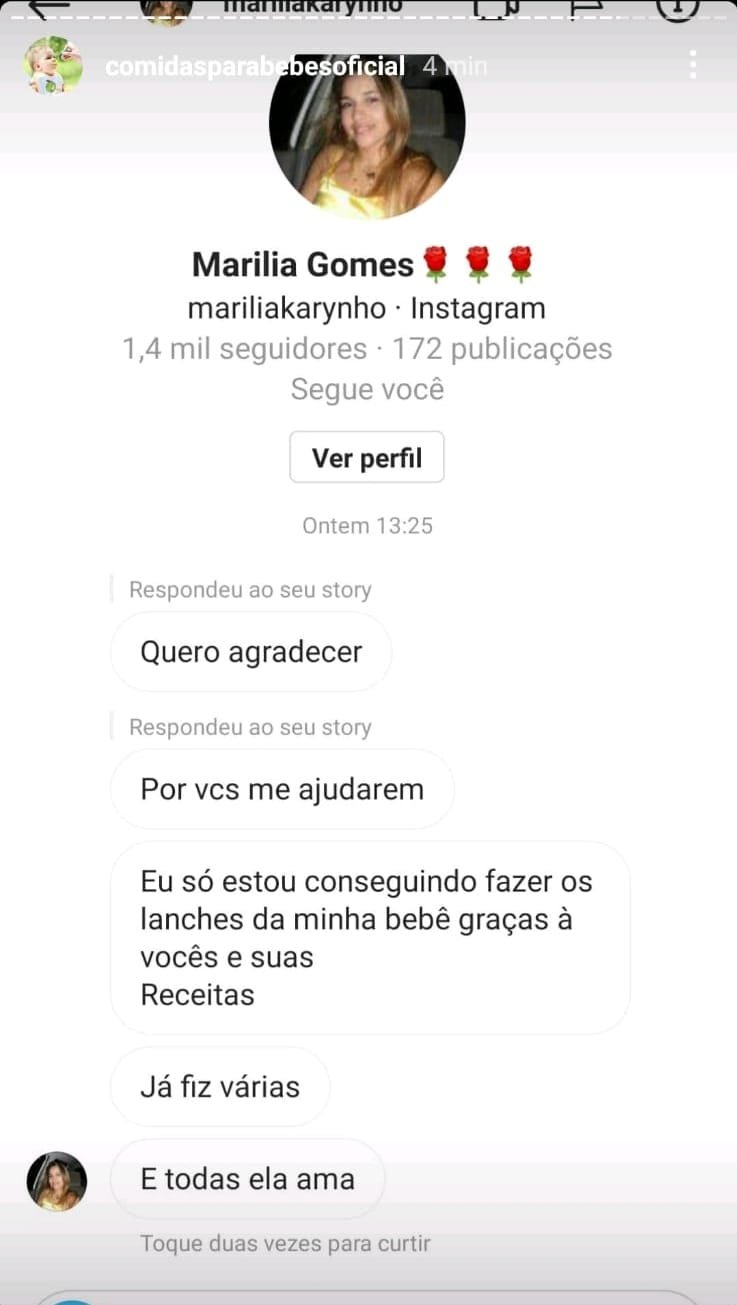 mariliakarynho
comidasparabebesoficial 4 min
Marilia Gomes🌹🌹🌹
mariliakarynho · Instagram
1,4 mil seguidores · 172 publicações
Segue você
Ver perfil
Ontem 13:25
Respondeu ao seu story
Quero agradecer
Respondeu ao seu story
Por vcs me ajudarem
Eu só estou conseguindo fazer os
lanches da minha bebê graças à
vocês e suas
Receitas
Já fiz várias
E todas ela ama
Toque duas vezes para curtir